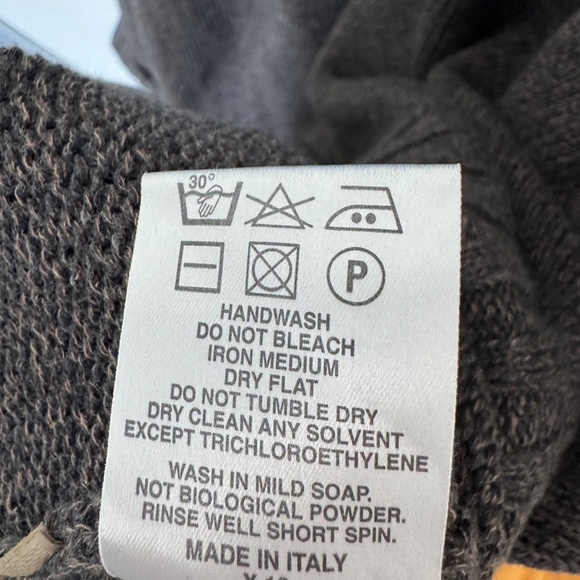 30°
P
HANDWASH
DO NOT BLEACH
IRON MEDIUM
DRY FLAT
DO NOT TUMBLE DRY
DRY CLEAN ANY SOLVENT
EXCEPT TRICHLOROETHYLENE
WASH IN MILD SOAP.
NOT BIOLOGICAL POWDER.
RINSE WELL SHORT SPIN.
MADE IN ITALY